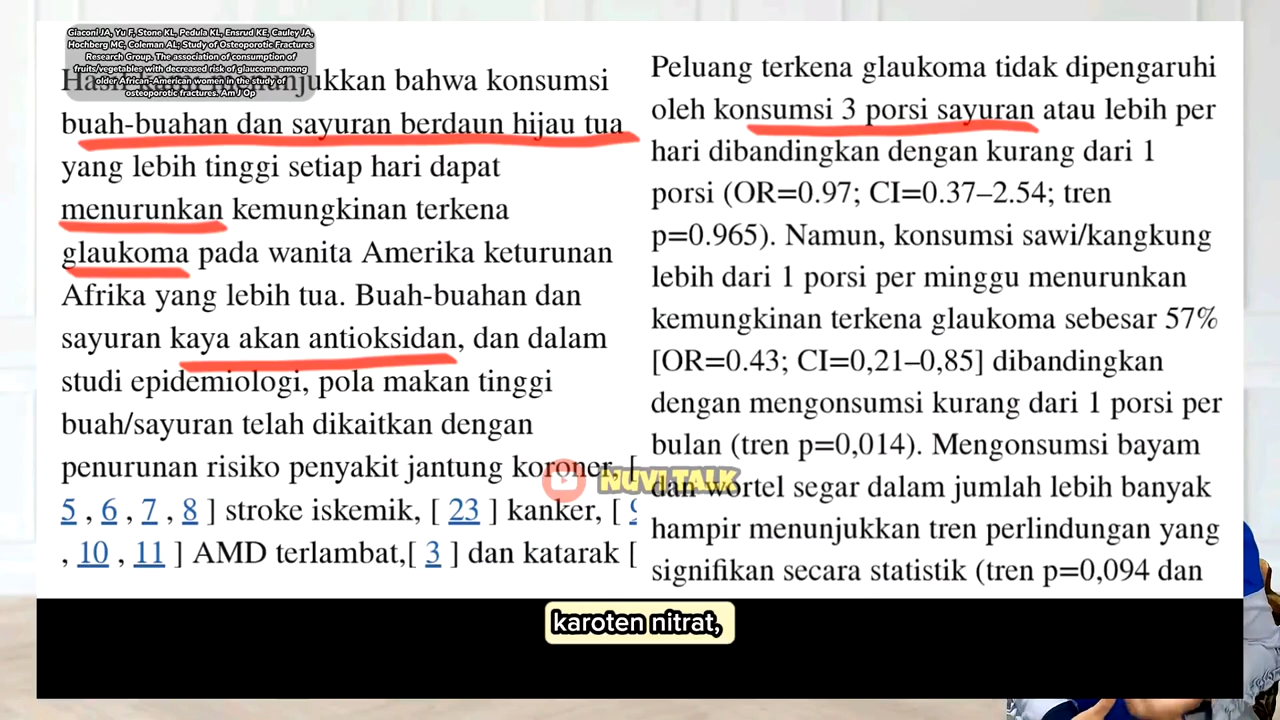 Giaconi JA, Yu F, Stone KL, Pedula KL, Ensrud KE, Cauley JA,
Hochberg MC, Coleman AL; Study of Osteoporotic Fractures
Research Group. The association of consumption of
fruits/vegetables with decreased risk of glaucoma among
older African-American women in the study of
osteoporotic fractures. Am J Op
bahwa konsumsi
buah-buahan dan sayuran berdaun hijau tua
yang lebih tinggi setiap hari dapat
menurunkan kemungkinan terkena
glaukoma pada wanita Amerika keturunan
Afrika yang lebih tua. Buah-buahan dan
sayuran kaya akan antioksidan, dan dalam
studi epidemiologi, pola makan tinggi
buah/sayuran telah dikaitkan dengan
penurunan risiko penyakit jantung koroner, [
5 , 6 , 7 , 8 ] stroke iskemik, [ 23 ] kanker, [
, 10 , 11 ] AMD terlambat,[ 3 ] dan katarak [
Peluang terkena glaukoma tidak dipengaruhi
oleh konsumsi 3 porsi sayuran atau lebih per
hari dibandingkan dengan kurang dari 1
porsi (OR=0.97; CI=0.37–2.54; tren
p=0.965). Namun, konsumsi sawi/kangkung
lebih dari 1 porsi per minggu menurunkan
kemungkinan terkena glaukoma sebesar 57%
[OR=0.43; CI=0,21–0,85] dibandingkan
dengan mengonsumsi kurang dari 1 porsi per
bulan (tren p=0,014). Mengonsumsi bayam
dan wortel segar dalam jumlah lebih banyak
hampir menunjukkan tren perlindungan yang
signifikan secara statistik (tren p=0,094 dan
NUVI TALK
karoten nitrat,